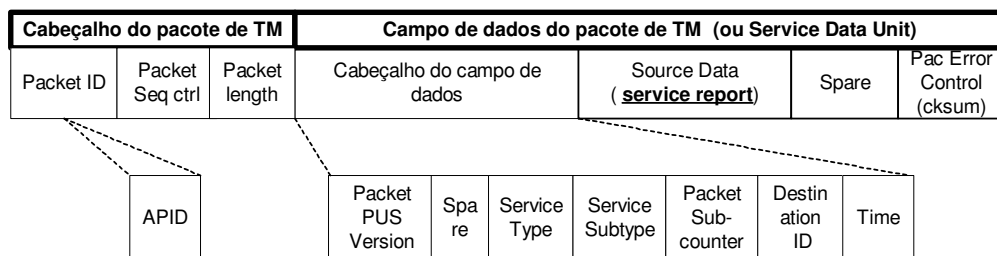 Cabeçalho do pacote de TM
Campo de dados do pacote de TM (ou Service Data Unit)
Packet ID
Packet
Seq ctrl
Packet
length
Cabeçalho do campo de
dados
Source Data
( service report)
Spare
Pac Error
Control
(cksum)
APID
Packet
PUS
Version
Spa
re
Service
Type
Service
Subtype
Packet
Sub-
counter
Destin
ation
ID
Time